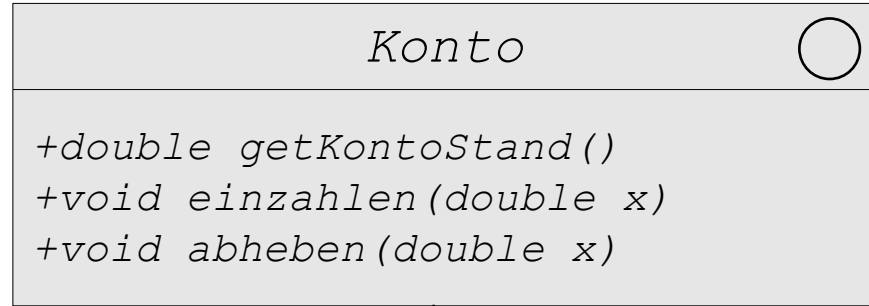 Konto
+double getKontoStand()
+void einzahlen(double x)
+void abheben(double x)